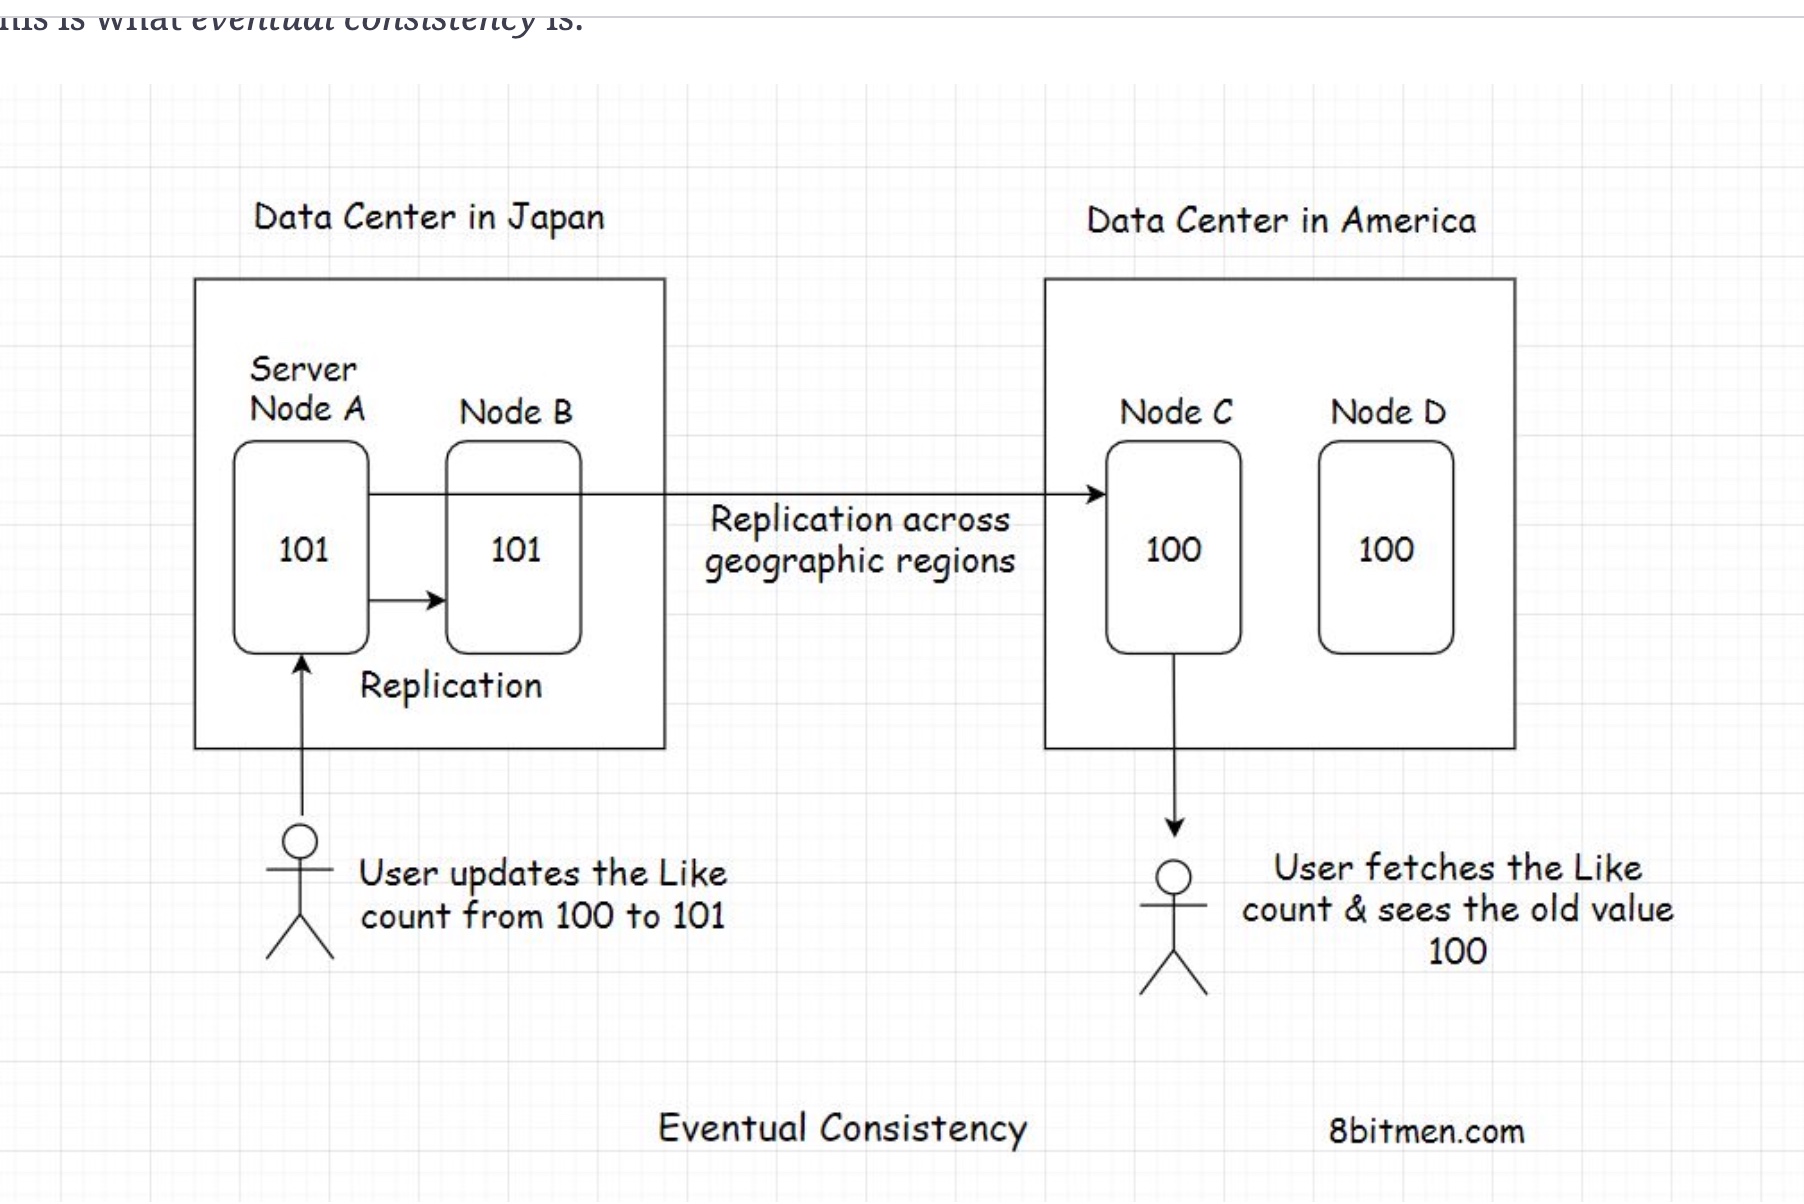 his is what eventual consistency is.
Data Center in Japan
Data Center in America
Server
Node A
Node B
Node C
Node D
101
101
100
100
Replication across
geographic regions
Replication
User updates the Like
count from 100 to 101
User fetches the Like
count & sees the old value
100
Eventual Consistency
8bitmen.com